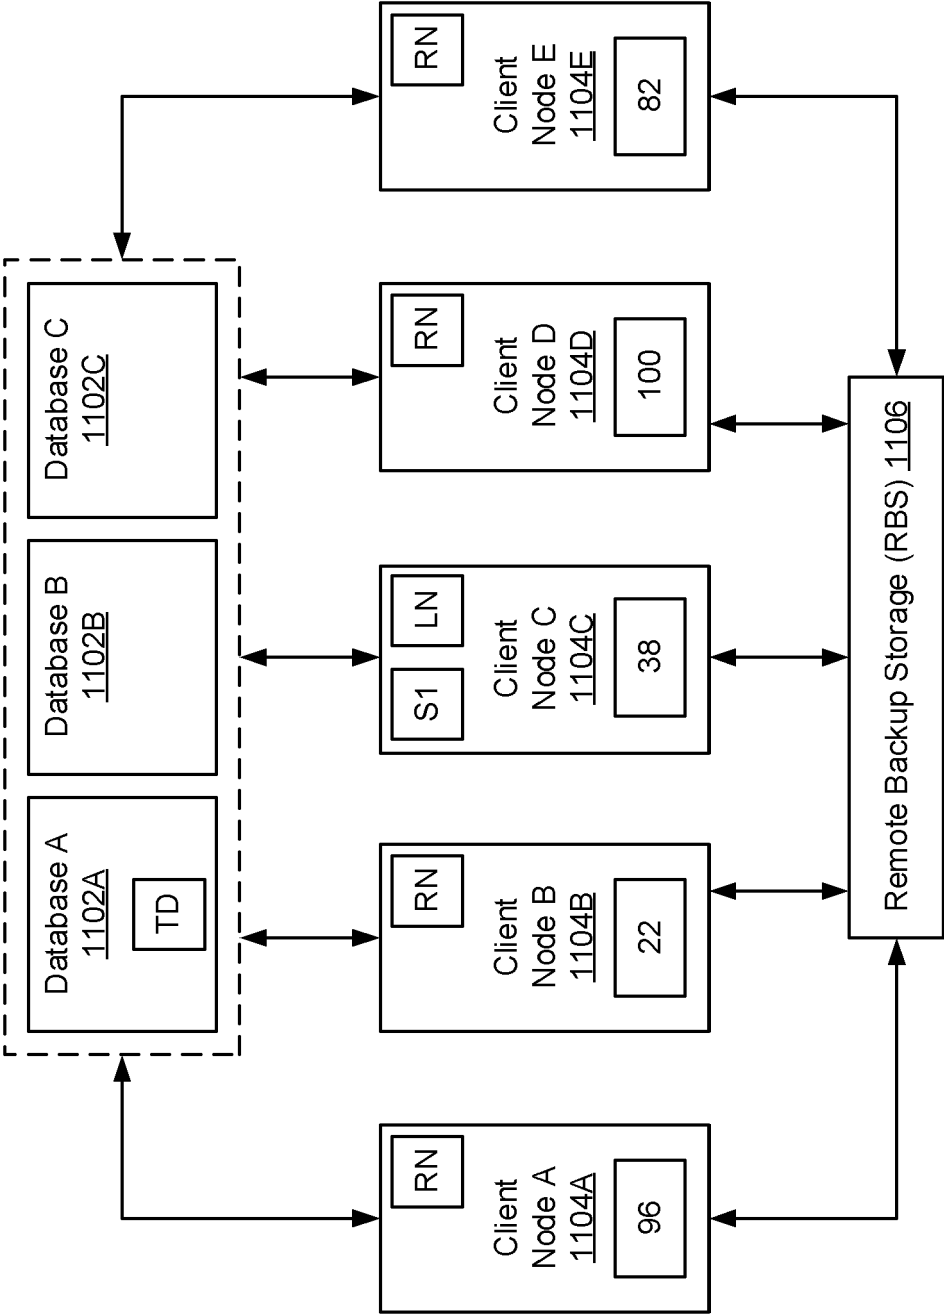 Database A
1102A
TD
Database B
1102B
Database C
1102C
RN
Client
Node A
1104A
96
RN
Client
Node B
1104B
22
S1
LN
Client
Node C
1104C
38
RN
Client
Node D
1104D
100
RN
Client
Node E
1104E
82
Remote Backup Storage (RBS) 1106